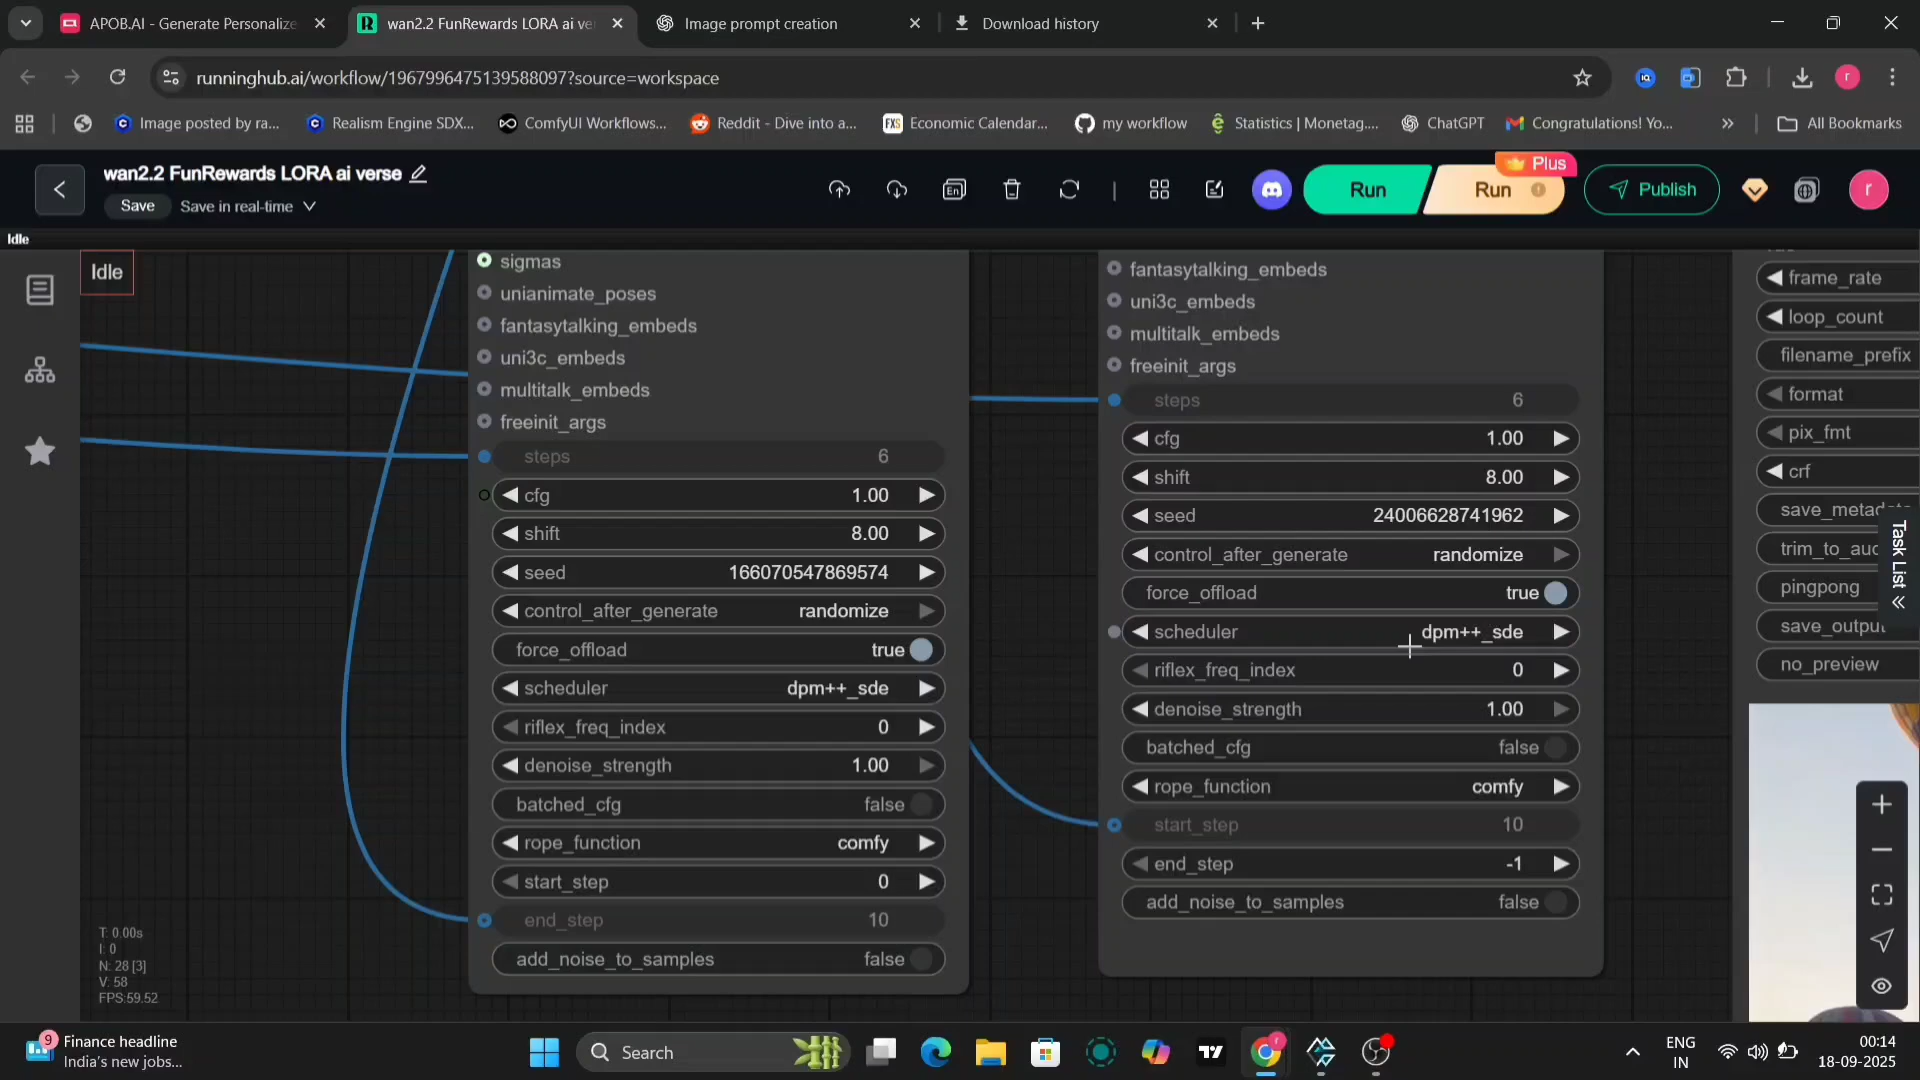 APOB.AI - Generate Personalize
wan2.2 FunRewards LORA ai ve
Image prompt creation
Download history
runninghub.ai/workflow/1967996475139588097?source=workspace
Image posted by ra...
Realism Engine SDX...
ComfyUI Workflows...
Reddit - Dive into a...
Economic Calendar...
my workflow
Statistics | Monetag....
ChatGPT
Congratulations! Yo...
All Bookmarks
wan2.2 FunRewards LORA ai verse
Save
Save in real-time
Run
Run
Plus
Publish
r
Idle
Idle
sigmas
unianimate_poses
fantasytalking_embeds
uni3c_embeds
multitalk_embeds
freeinit_args
steps 6
cfg 1.00
shift 8.00
seed 166070547869574
control_after_generate randomize
force_offload true
scheduler dpm++_sde
riflex_freq_index 0
denoise_strength 1.00
batched_cfg false
rope_function comfy
start_step 0
end_step 10
add_noise_to_samples false
fantasytalking_embeds
uni3c_embeds
multitalk_embeds
freeinit_args
steps 6
cfg 1.00
shift 8.00
seed 24006628741962
control_after_generate randomize
force_offload true
scheduler dpm++_sde
riflex_freq_index 0
denoise_strength 1.00
batched_cfg false
rope_function comfy
start_step 10
end_step -1
add_noise_to_samples false
frame_rate
loop_count
filename_prefix
format
pix_fmt
crf
save_metad
trim_to_aud
pingpong
save_output
no_preview
Task List
T: 0.00s
I: 0
N: 28 [3]
V: 58
FPS:59.52
9
Finance headline
India's new jobs...
Search
ENG
IN
00:14
18-09-2025